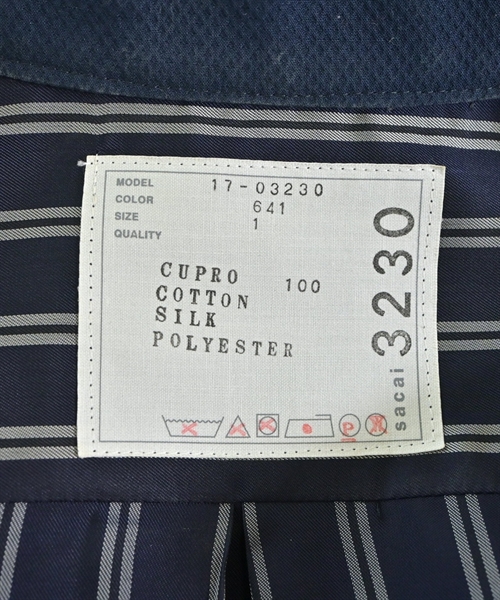 MODEL 17-03230
COLOR 641
SIZE 1
QUALITY
CUPRO 100
COTTON
SILK
POLYESTER
sacai 3230
P